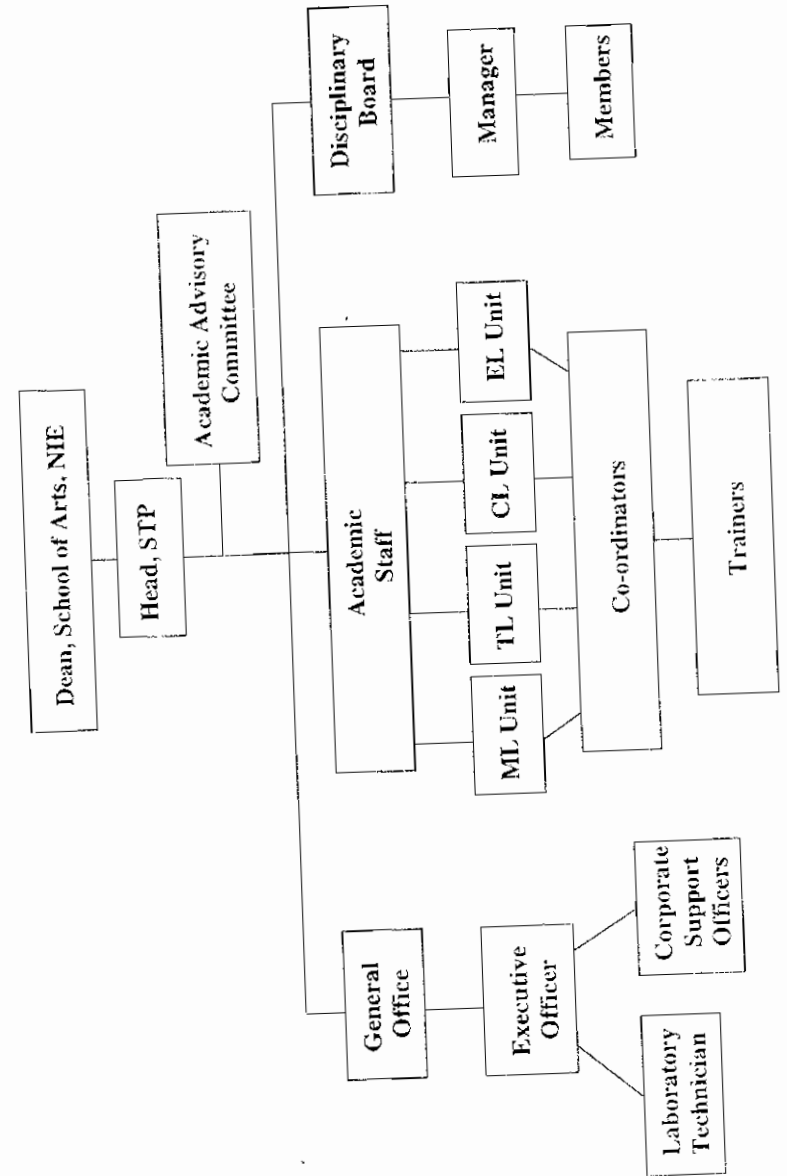 Dean, School of Arts, NIE
Head, STP
Academic Advisory
Committee
General
Office
Academic
Staff
Disciplinary
Board
Executive
Officer
ML Unit
TL Unit
CL Unit
EL Unit
Manager
Laboratory
Technician
Corporate
Support
Officers
Co-ordinators
Members
Trainers